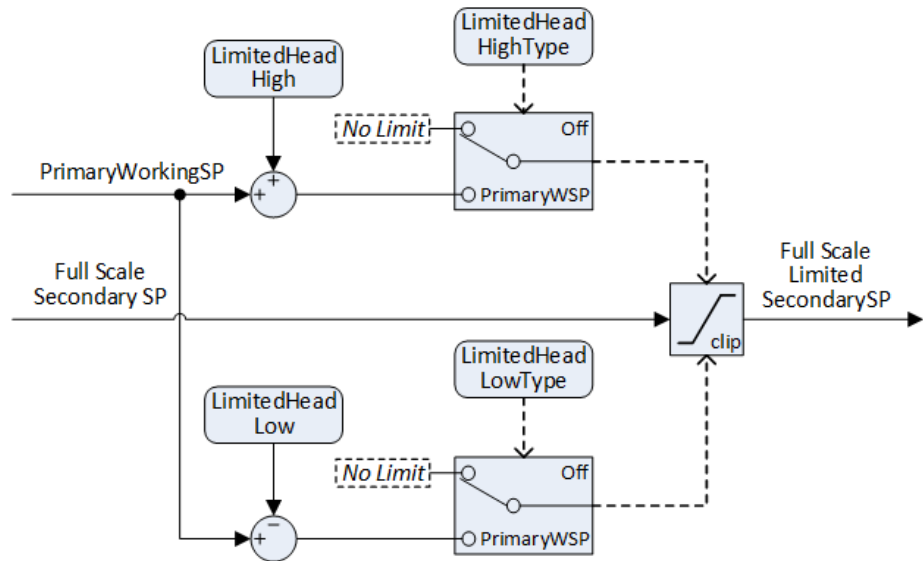 LimitedHead
High
LimitedHead
HighType
No Limit
Off
PrimaryWorkingSP
+
+
PrimaryWSP
Full Scale
Secondary SP
Full Scale
Limited
SecondarySP
clip
LimitedHead
LowType
LimitedHead
Low
No Limit
Off
−
+
PrimaryWSP